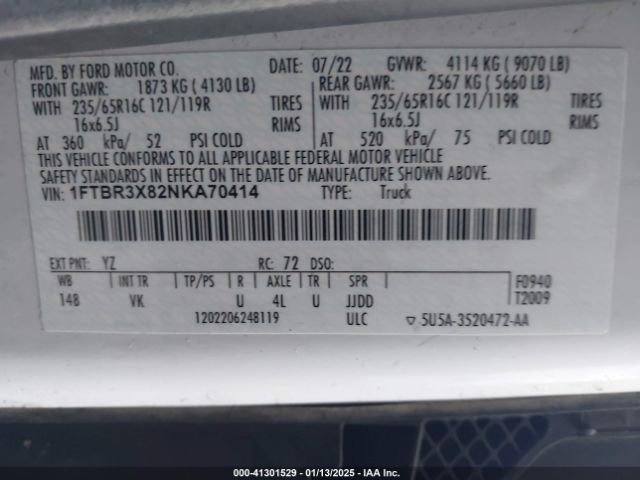 MFD. BY FORD MOTOR CO. DATE: 07/22 GVWR: 4114 KG ( 9070 LB)
FRONT GAWR: 1873 KG ( 4130 LB) REAR GAWR: 2567 KG ( 5660 LB)
WITH 235/65R16C 121/119R TIRES WITH 235/65R16C 121/119R TIRES
16x6.5J RIMS 16x6.5J RIMS
AT 360 kPa/ 52 PSI COLD AT 520 kPa/ 75 PSI COLD
THIS VEHICLE CONFORMS TO ALL APPLICABLE FEDERAL MOTOR VEHICLE
SAFETY STANDARDS IN EFFECT ON THE DATE OF MANUFACTURE SHOWN ABOVE.
VIN: 1FTBR3X82NKA70414 TYPE: Truck
EXT PNT: YZ RC: 72 DSO:
WB INT TR TP/PS R AXLE TR SPR F0940
148 VK U 4L U JJDD T2009
1202206248119 ULC ▽ 5U5A-3520472-AA
000-41301529 - 01/13/2025 - IAA Inc.